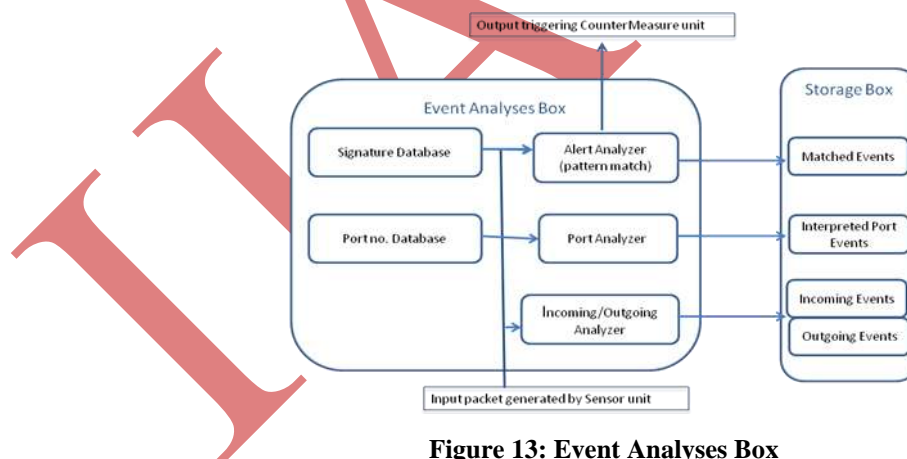 Output triggering CounterMeasure unit
Event Analyses Box
Storage Box
Signature Database
Alert Analyzer
(pattern match)
Matched Events
Port no. Database
Port Analyzer
Interpreted Port
Events
Incoming/Outgoing
Analyzer
Incoming Events
Outgoing Events
Input packet generated by Sensor unit
Figure 13: Event Analyses Box